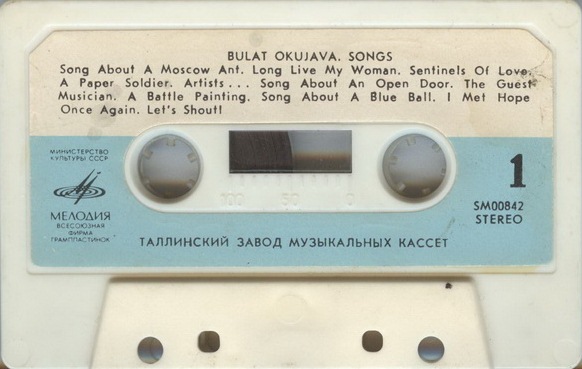 BULAT OKUJAVA. SONGS
Song About A Moscow Ant. Long Live My Woman. Sentinels Of Love.
A Paper Soldier. Artists... Song About An Open Door. The Guest
Musician. A Battle Painting. Song About A Blue Ball. I Met Hope
Once Again. Let's Shout!
МИНИСТЕРСТВО
КУЛЬТУРЫ СССР
МЕЛОДИЯ
ВСЕСОЮЗНАЯ
ФИРМА
ГРАМПЛАСТИНОК
100 50 0
1
SM00842
STEREO
ТАЛЛИНСКИЙ ЗАВОД МУЗЫКАЛЬНЫХ КАССЕТ